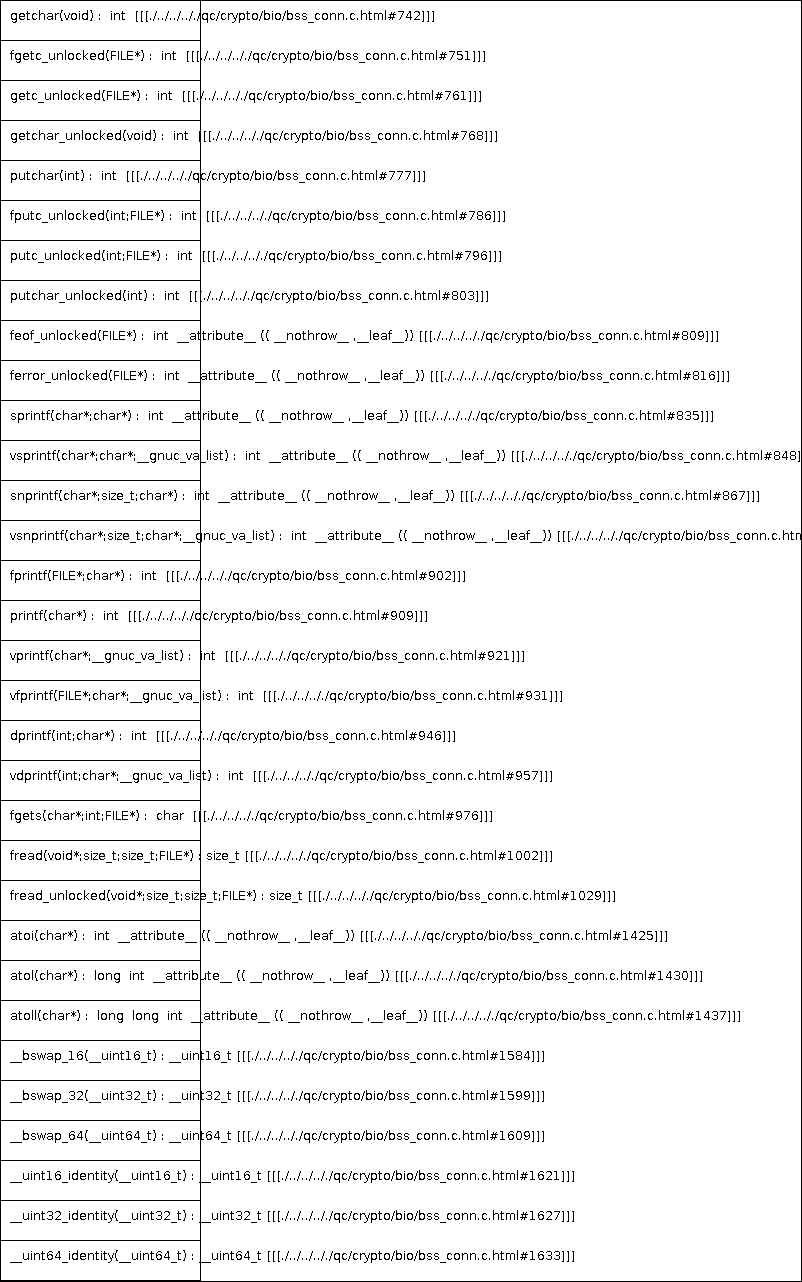 getchar(void) : int [[[./../../././qc/crypto/bio/bss_conn.c.html#742]]]
fgetc_unlocked(FILE*) : int [[[./../../././qc/crypto/bio/bss_conn.c.html#751]]]
getc_unlocked(FILE*) : int [[[./../../././qc/crypto/bio/bss_conn.c.html#761]]]
getchar_unlocked(void) : int [[[./../../././qc/crypto/bio/bss_conn.c.html#768]]]
putchar(int) : int [[[./../../././qc/crypto/bio/bss_conn.c.html#777]]]
fputc_unlocked(int;FILE*) : int [[[./../../././qc/crypto/bio/bss_conn.c.html#786]]]
putc_unlocked(int;FILE*) : int [[[./../../././qc/crypto/bio/bss_conn.c.html#796]]]
putchar_unlocked(int) : int [[[./../../././qc/crypto/bio/bss_conn.c.html#803]]]
feof_unlocked(FILE*) : int __attribute__ (( __nothrow__ ,__leaf__)) [[[./../../././qc/crypto/bio/bss_conn.c.html#809]]]
ferror_unlocked(FILE*) : int __attribute__ (( __nothrow__ ,__leaf__)) [[[./../../././qc/crypto/bio/bss_conn.c.html#816]]]
sprintf(char*;char*) : int __attribute__ (( __nothrow__ ,__leaf__)) [[[./../../././qc/crypto/bio/bss_conn.c.html#835]]]
vsprintf(char*;char*;__gnuc_va_list) : int __attribute__ (( __nothrow__ ,__leaf__)) [[[./../../././qc/crypto/bio/bss_conn.c.html#848]
snprintf(char*;size_t;char*) : int __attribute__ (( __nothrow__ ,__leaf__)) [[[./../../././qc/crypto/bio/bss_conn.c.html#867]]]
vsnprintf(char*;size_t;char*;__gnuc_va_list) : int __attribute__ (( __nothrow__ ,__leaf__)) [[[./../../././qc/crypto/bio/bss_conn.c.htm
fprintf(FILE*;char*) : int [[[./../../././qc/crypto/bio/bss_conn.c.html#902]]]
printf(char*) : int [[[./../../././qc/crypto/bio/bss_conn.c.html#909]]]
vprintf(char*;__gnuc_va_list) : int [[[./../../././qc/crypto/bio/bss_conn.c.html#921]]]
vfprintf(FILE*;char*;__gnuc_va_list) : int [[[./../../././qc/crypto/bio/bss_conn.c.html#931]]]
dprintf(int;char*) : int [[[./../../././qc/crypto/bio/bss_conn.c.html#946]]]
vdprintf(int;char*;__gnuc_va_list) : int [[[./../../././qc/crypto/bio/bss_conn.c.html#957]]]
fgets(char*;int;FILE*) : char [[[./../../././qc/crypto/bio/bss_conn.c.html#976]]]
fread(void*;size_t;size_t;FILE*) : size_t [[[./../../././qc/crypto/bio/bss_conn.c.html#1002]]]
fread_unlocked(void*;size_t;size_t;FILE*) : size_t [[[./../../././qc/crypto/bio/bss_conn.c.html#1029]]]
atoi(char*) : int __attribute__ (( __nothrow__ ,__leaf__)) [[[./../../././qc/crypto/bio/bss_conn.c.html#1425]]]
atol(char*) : long int __attribute__ (( __nothrow__ ,__leaf__)) [[[./../../././qc/crypto/bio/bss_conn.c.html#1430]]]
atoll(char*) : long long int __attribute__ (( __nothrow__ ,__leaf__)) [[[./../../././qc/crypto/bio/bss_conn.c.html#1437]]]
__bswap_16(__uint16_t) : __uint16_t [[[./../../././qc/crypto/bio/bss_conn.c.html#1584]]]
__bswap_32(__uint32_t) : __uint32_t [[[./../../././qc/crypto/bio/bss_conn.c.html#1599]]]
__bswap_64(__uint64_t) : __uint64_t [[[./../../././qc/crypto/bio/bss_conn.c.html#1609]]]
__uint16_identity(__uint16_t) : __uint16_t [[[./../../././qc/crypto/bio/bss_conn.c.html#1621]]]
__uint32_identity(__uint32_t) : __uint32_t [[[./../../././qc/crypto/bio/bss_conn.c.html#1627]]]
__uint64_identity(__uint64_t) : __uint64_t [[[./../../././qc/crypto/bio/bss_conn.c.html#1633]]]